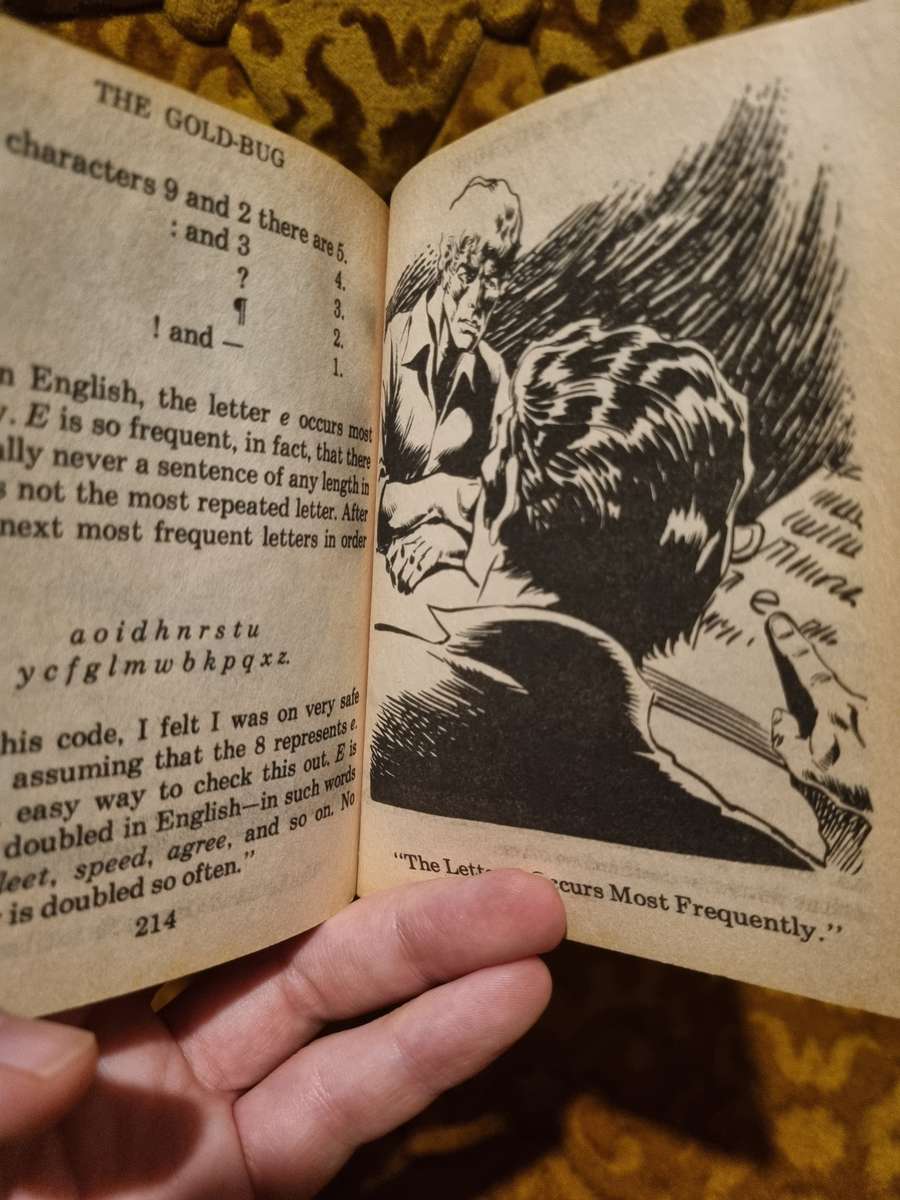 THE GOLD-BUG
characters 9 and 2 there are 5.
: and 3 4.
? 3.
¶ 2.
! and — 1.
English, the letter e occurs most
E is so frequent, in fact, that there
never a sentence of any length in
not the most repeated letter. After
next most frequent letters in order
a o i d h n r s t u
y c f g l m w b k p q x z.
his code, I felt I was on very safe
assuming that the 8 represents e.
easy way to check this out. E is
doubled in English—in such words
speed, agree, and so on. No
is doubled so often."
214
e
"The Occurs Most Frequently."